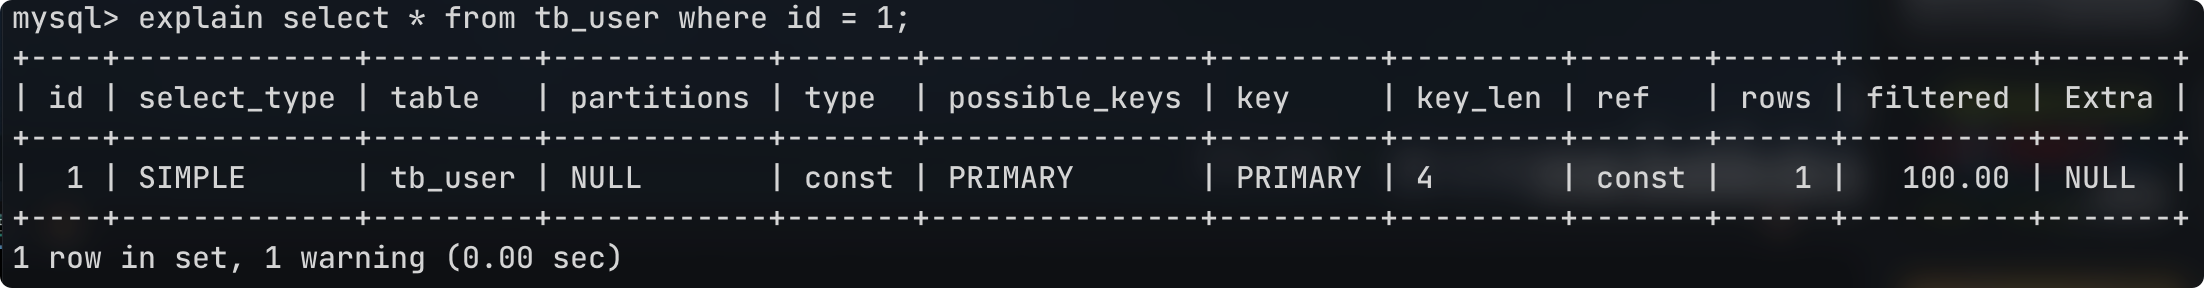 mysql> explain select * from tb_user where id = 1;
+----+-------------+---------+------------+-------+---------------+---------+---------+-------+------+----------+-------+
| id | select_type | table   | partitions | type  | possible_keys | key     | key_len | ref   | rows | filtered | Extra |
+----+-------------+---------+------------+-------+---------------+---------+---------+-------+------+----------+-------+
|  1 | SIMPLE      | tb_user | NULL       | const | PRIMARY       | PRIMARY | 4       | const |    1 |   100.00 | NULL  |
+----+-------------+---------+------------+-------+---------------+---------+---------+-------+------+----------+-------+
1 row in set, 1 warning (0.00 sec)